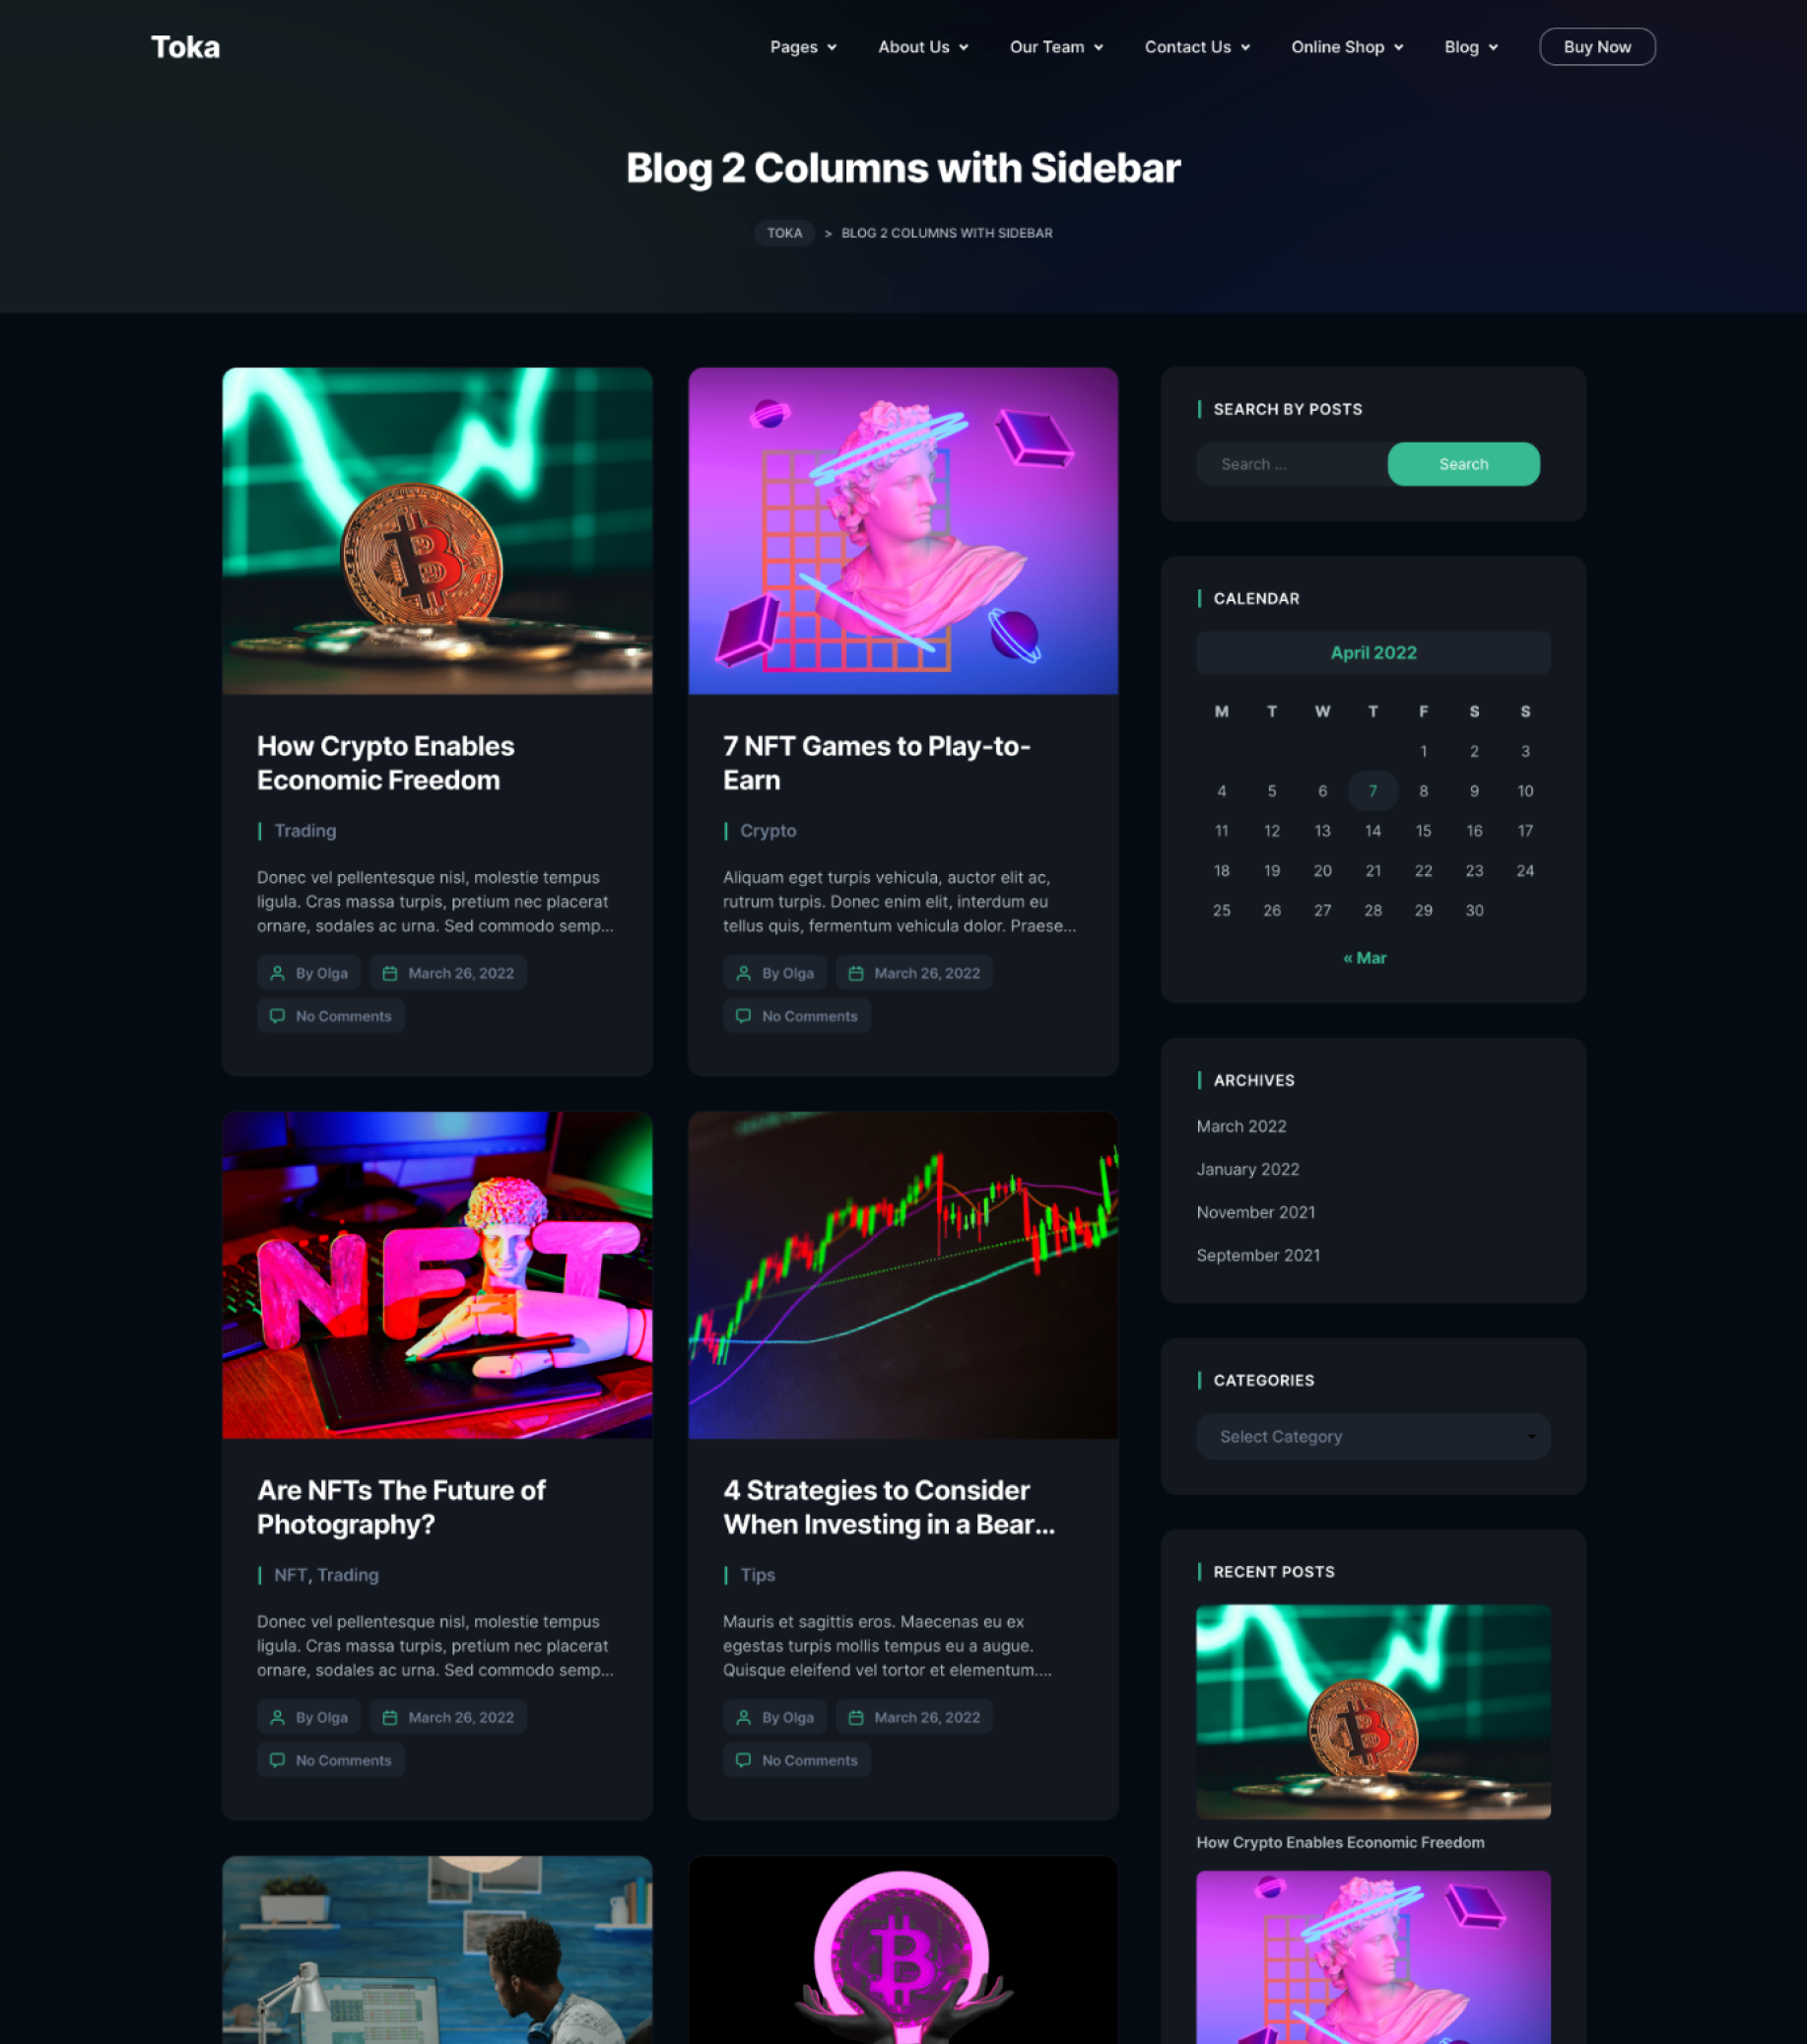 Toka
Pages
About Us
Our Team
Contact Us
Online Shop
Blog
Buy Now
Blog 2 Columns with Sidebar
TOKA > BLOG 2 COLUMNS WITH SIDEBAR
How Crypto Enables
Economic Freedom
Trading
Donec vel pellentesque nisl, molestie tempus
ligula. Cras massa turpis, pretium nec placerat
ornare, sodales ac urna. Sed commodo semp...
By Olga
March 26, 2022
No Comments
7 NFT Games to Play-to-
Earn
Crypto
Aliquam eget turpis vehicula, auctor elit ac,
rutrum turpis. Donec enim elit, interdum eu
tellus quis, fermentum vehicula dolor. Praese...
By Olga
March 26, 2022
No Comments
NFT
Are NFTs The Future of
Photography?
NFT, Trading
Donec vel pellentesque nisl, molestie tempus
ligula. Cras massa turpis, pretium nec placerat
ornare, sodales ac urna. Sed commodo semp...
By Olga
March 26, 2022
No Comments
4 Strategies to Consider
When Investing in a Bear...
Tips
Mauris et sagittis eros. Maecenas eu ex
egestas turpis mollis tempus eu a augue.
Quisque eleifend vel tortor et elementum....
By Olga
March 26, 2022
No Comments
SEARCH BY POSTS
Search ...
Search
CALENDAR
April 2022
M T W T F S S
1 2 3
4 5 6 7 8 9 10
11 12 13 14 15 16 17
18 19 20 21 22 23 24
25 26 27 28 29 30
« Mar
ARCHIVES
March 2022
January 2022
November 2021
September 2021
CATEGORIES
Select Category
RECENT POSTS
How Crypto Enables Economic Freedom